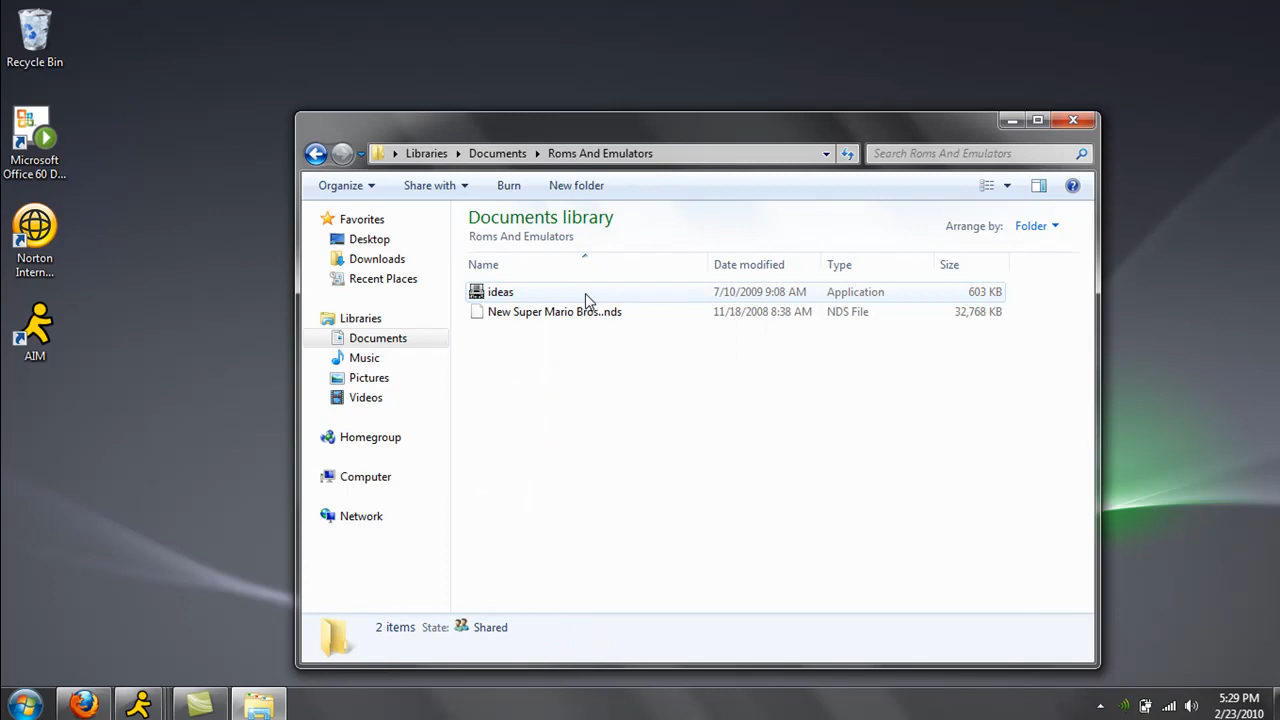 Recycle Bin
Microsoft
Office 60 D...
Norton
Intern...
AIM
Libraries
Documents
Roms And Emulators
Search Roms And Emulators
Organize
Share with
Burn
New folder
Favorites
Desktop
Downloads
Recent Places
Libraries
Documents
Music
Pictures
Videos
Homegroup
Computer
Network
Documents library
Roms And Emulators
Arrange by: Folder
Name Date modified Type Size
ideas 7/10/2009 9:08 AM Application 603 KB
New Super Mario Bros..nds 11/18/2008 8:38 AM NDS File 32,768 KB
2 items State: Shared
5:29 PM
2/23/2010